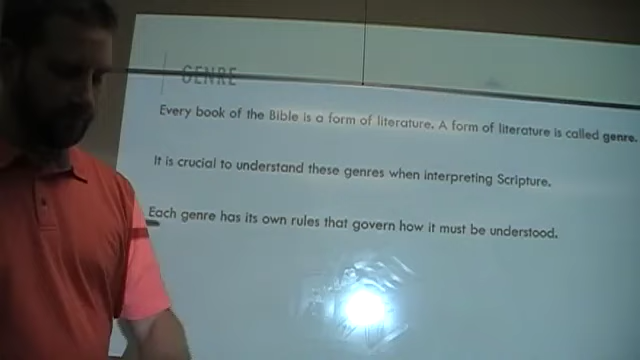 GENRE
Every book of the Bible is a form of literature. A form of literature is called genre.
It is crucial to understand these genres when interpreting Scripture.
Each genre has its own rules that govern how it must be understood.